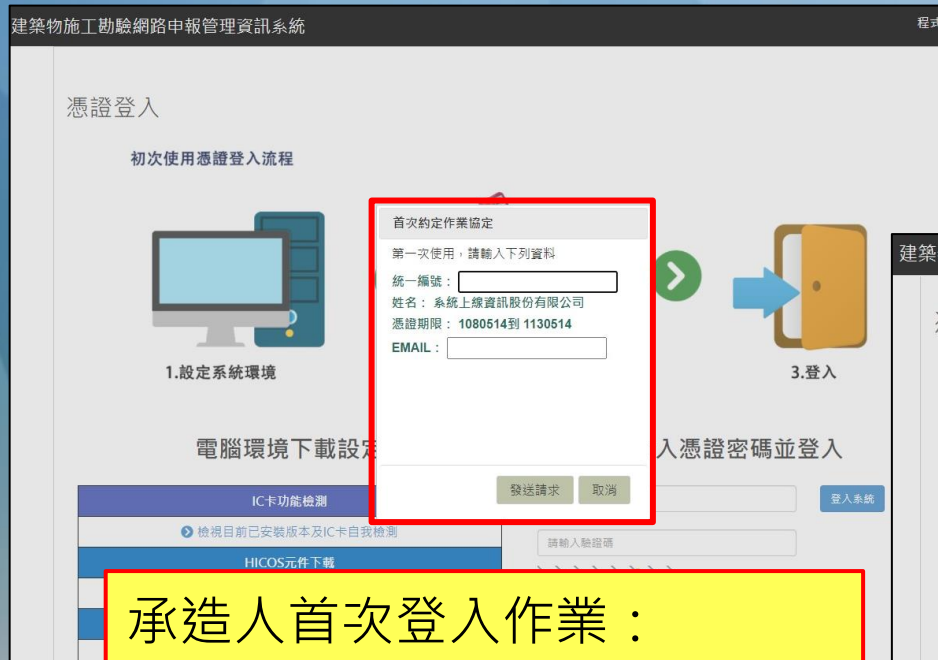 建築物施工勘驗網路申報管理資訊系統
程式
憑證登入
初次使用憑證登入流程
首次約定作業協定
第一次使用，請輸入下列資料
統一編號：
姓名： 系統上線資訊股份有限公司
憑證期限： 1080514到 1130514
EMAIL：
發送請求 取消
1.設定系統環境
3.登入
建築
電腦環境下載設定
入憑證密碼並登入
IC卡功能檢測
檢視目前已安裝版本及IC卡自我檢測
HICOS元件下載
登入系統
請輸入驗證碼
承造人首次登入作業：